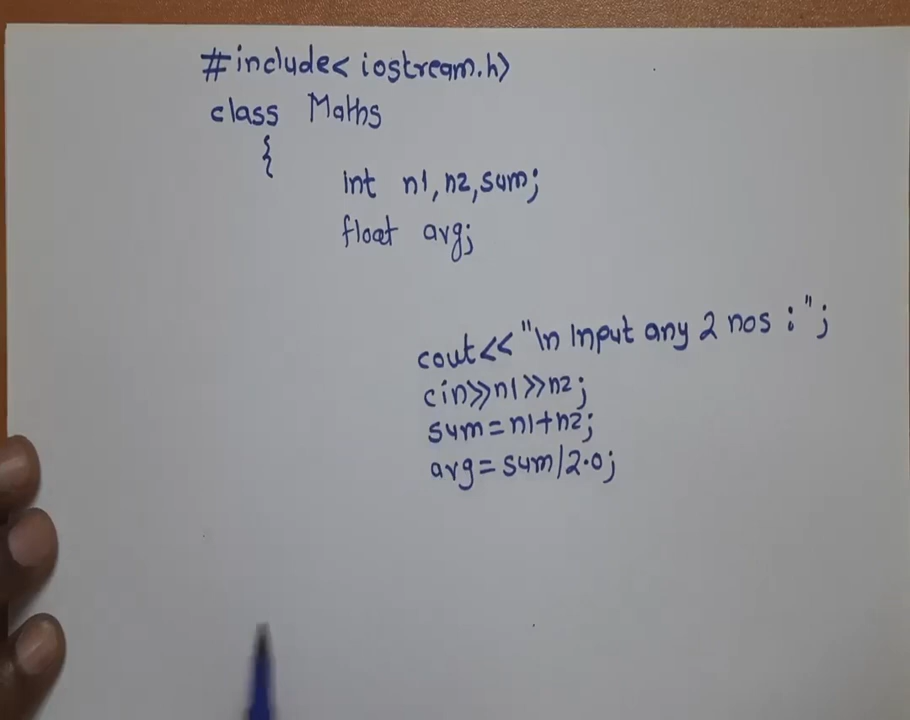 #include< iostream.h>
class Maths
{
int n1,n2,sum;
float avg;
cout<<"\n Input any 2 nos :";
cin>>n1>>n2;
sum=n1+n2;
avg=sum/2.0;